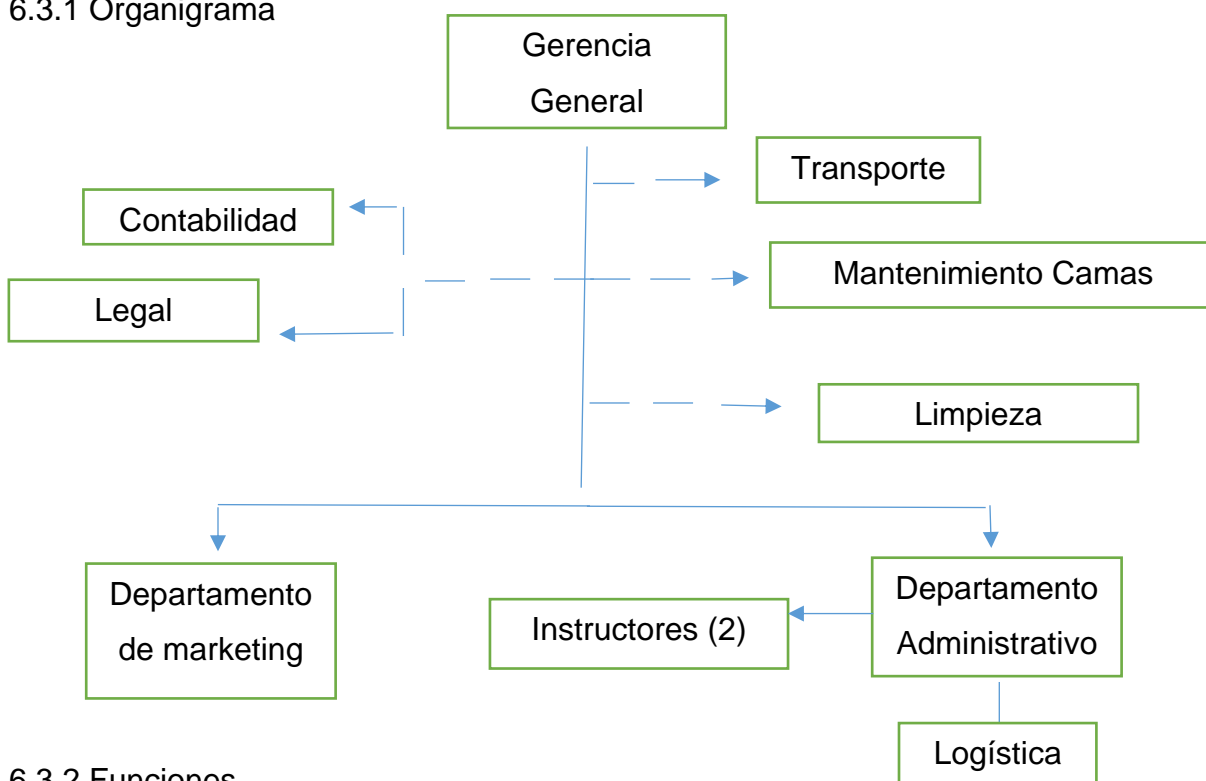 6.3.1 Organigrama
Gerencia
General
Transporte
Contabilidad
Mantenimiento Camas
Legal
Limpieza
Departamento
de marketing
Instructores (2)
Departamento
Administrativo
Logística
6.3.2 Funciones